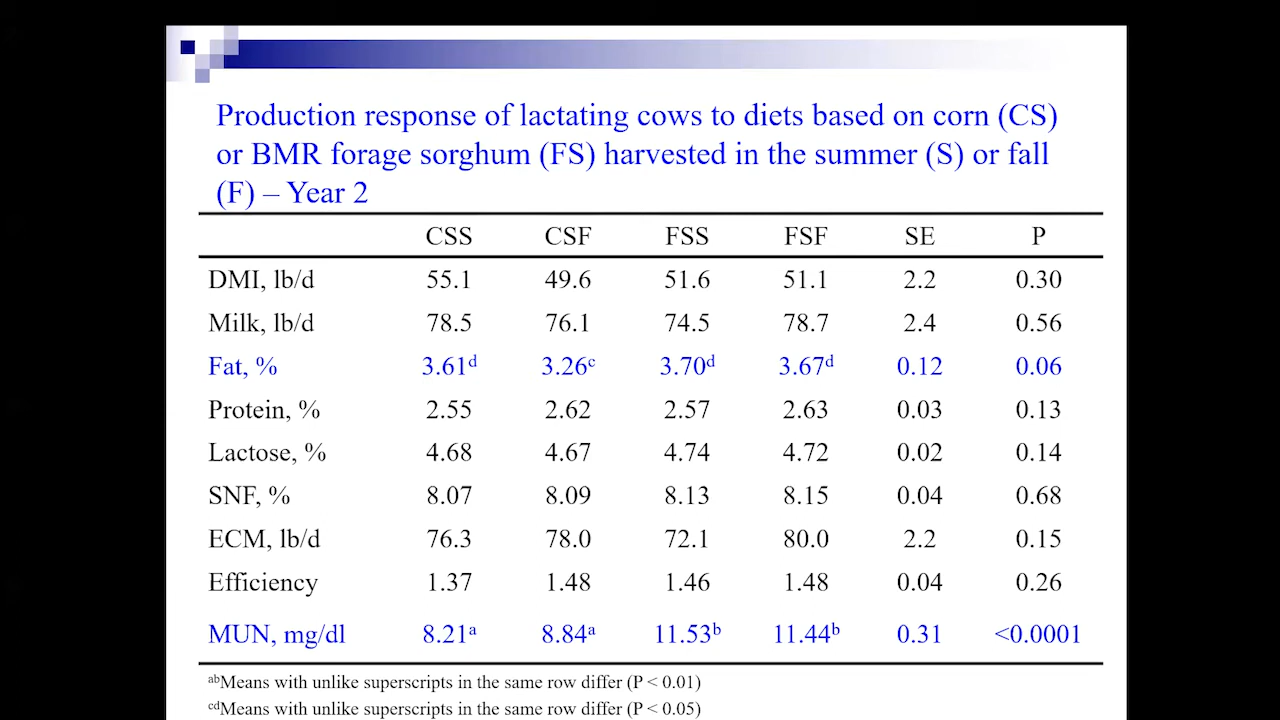 Production response of lactating cows to diets based on corn (CS)
or BMR forage sorghum (FS) harvested in the summer (S) or fall
(F) – Year 2
CSS CSF FSS FSF SE P
DMI, lb/d 55.1 49.6 51.6 51.1 2.2 0.30
Milk, lb/d 78.5 76.1 74.5 78.7 2.4 0.56
Fat, % 3.61ᵈ 3.26ᶜ 3.70ᵈ 3.67ᵈ 0.12 0.06
Protein, % 2.55 2.62 2.57 2.63 0.03 0.13
Lactose, % 4.68 4.67 4.74 4.72 0.02 0.14
SNF, % 8.07 8.09 8.13 8.15 0.04 0.68
ECM, lb/d 76.3 78.0 72.1 80.0 2.2 0.15
Efficiency 1.37 1.48 1.46 1.48 0.04 0.26
MUN, mg/dl 8.21ᵃ 8.84ᵃ 11.53ᵇ 11.44ᵇ 0.31 <0.0001
ᵃᵇMeans with unlike superscripts in the same row differ (P < 0.01)
ᶜᵈMeans with unlike superscripts in the same row differ (P < 0.05)